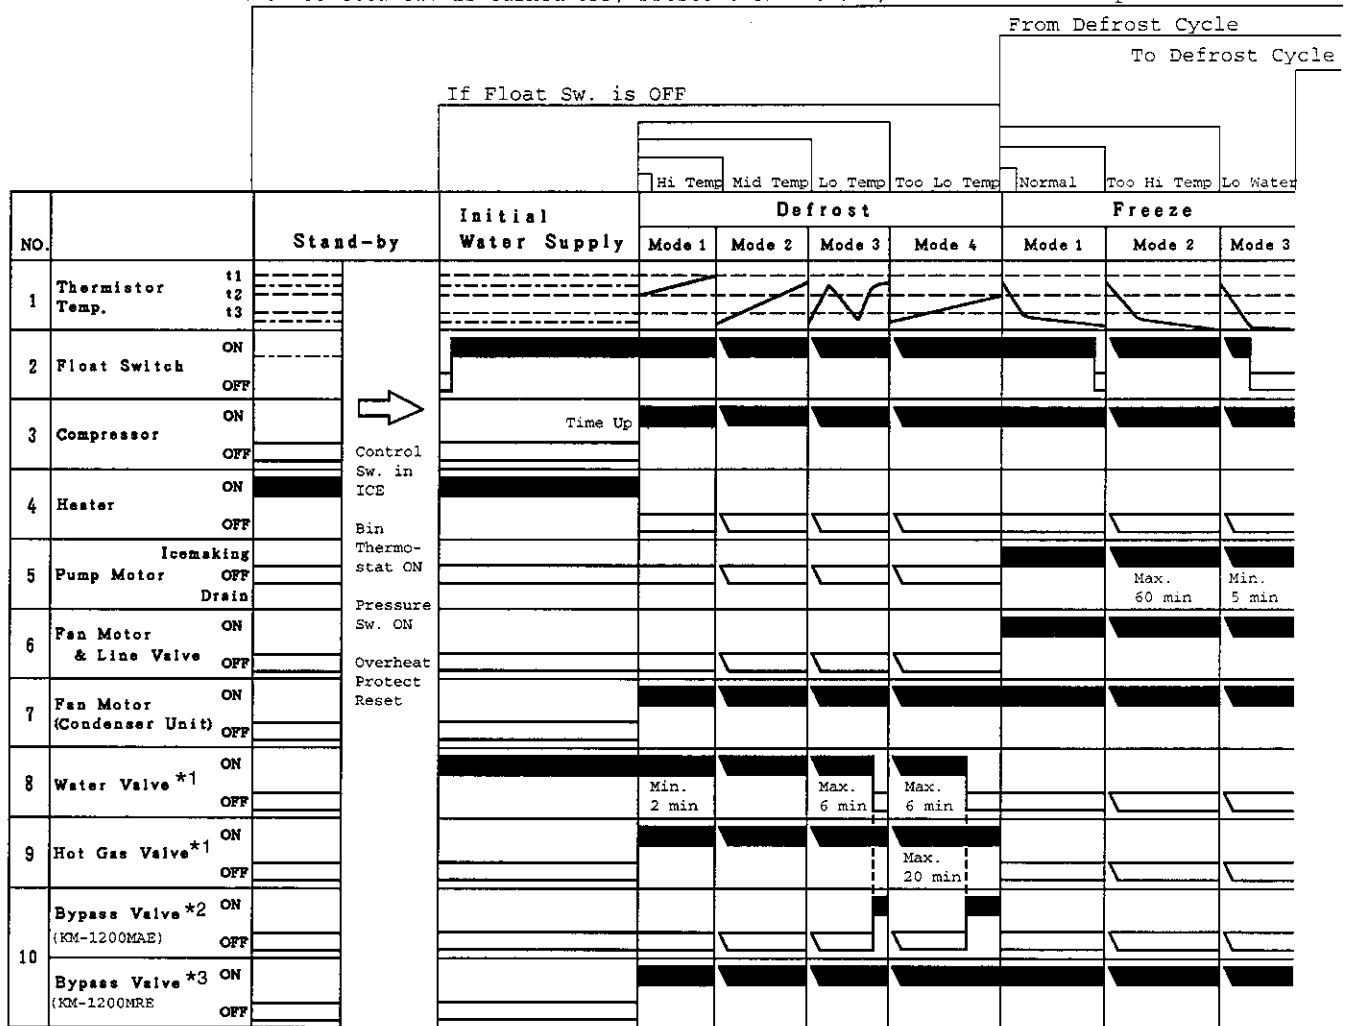 From Defrost Cycle
To Defrost Cycle
If Float Sw. is OFF
Hi Temp Mid Temp Lo Temp Too Lo Temp Normal Too Hi Temp Lo Water
NO. Stand-by Initial Water Supply Defrost Freeze
Mode 1 Mode 2 Mode 3 Mode 4 Mode 1 Mode 2 Mode 3
1 Thermistor Temp. t1 t2 t3
2 Float Switch ON OFF
3 Compressor ON OFF
Time Up
4 Heater ON OFF
5 Pump Motor Icemaking OFF Drain
Max. 60 min
Min. 5 min
6 Fan Motor & Line Valve ON OFF
7 Fan Motor (Condenser Unit) ON OFF
8 Water Valve *1 ON OFF
Min. 2 min
Max. 6 min
Max. 6 min
9 Hot Gas Valve *1 ON OFF
Max. 20 min
10 Bypass Valve *2 ON
(KM-1200MAE) OFF
Bypass Valve *3 ON
(KM-1200MRE OFF
Control
Sw. in
ICE
Bin
Thermo-
stat ON
Pressure
Sw. ON
Overheat
Protect
Reset